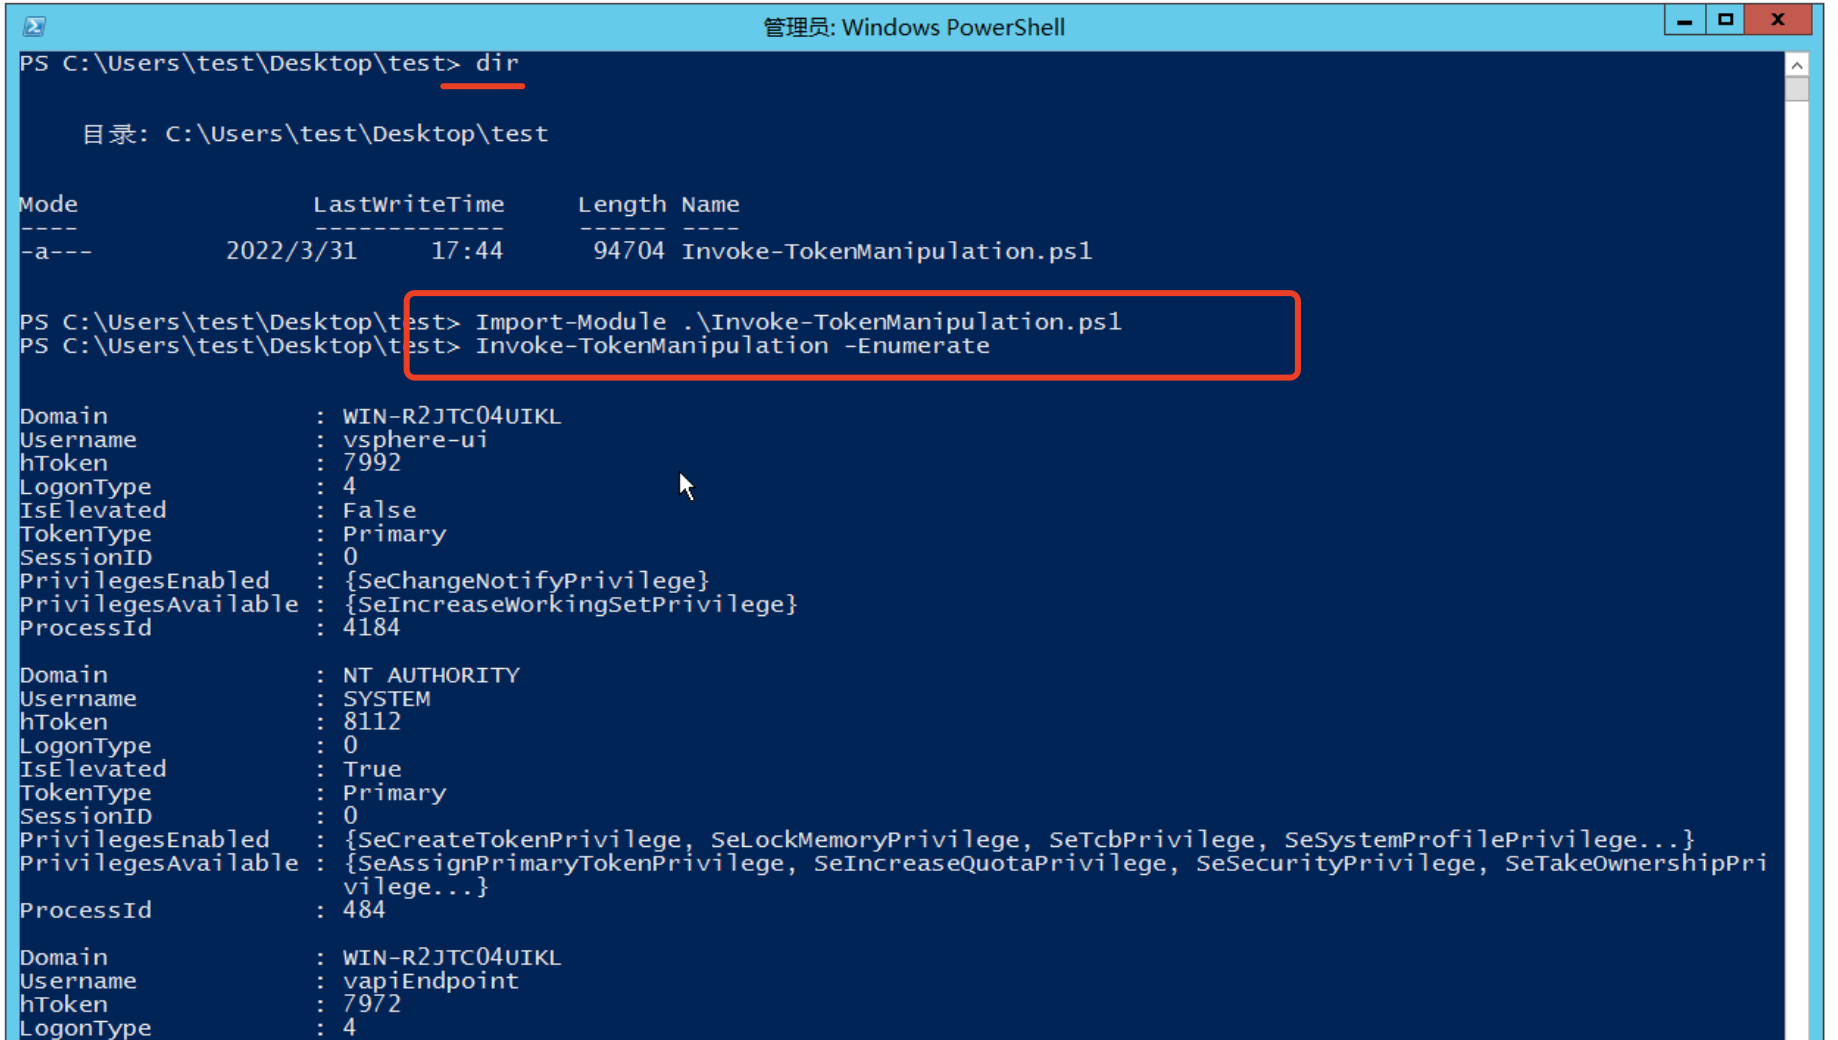 管理员: Windows PowerShell
PS C:\Users\test\Desktop\test> dir
目录: C:\Users\test\Desktop\test
Mode                LastWriteTime     Length Name
----                -------------     ------ ----
-a---         2022/3/31     17:44      94704 Invoke-TokenManipulation.ps1
PS C:\Users\test\Desktop\test> Import-Module .\Invoke-TokenManipulation.ps1
PS C:\Users\test\Desktop\test> Invoke-TokenManipulation -Enumerate
Domain              : WIN-R2JTC04UIKL
Username            : vsphere-ui
hToken              : 7992
LogonType           : 4
IsElevated          : False
TokenType           : Primary
SessionID           : 0
PrivilegesEnabled   : {SeChangeNotifyPrivilege}
PrivilegesAvailable : {SeIncreaseWorkingSetPrivilege}
ProcessId           : 4184
Domain              : NT AUTHORITY
Username            : SYSTEM
hToken              : 8112
LogonType           : 0
IsElevated          : True
TokenType           : Primary
SessionID           : 0
PrivilegesEnabled   : {SeCreateTokenPrivilege, SeLockMemoryPrivilege, SeTcbPrivilege, SeSystemProfilePrivilege...}
PrivilegesAvailable : {SeAssignPrimaryTokenPrivilege, SeIncreaseQuotaPrivilege, SeSecurityPrivilege, SeTakeOwnershipPri
vilege...}
ProcessId           : 484
Domain              : WIN-R2JTC04UIKL
Username            : vapiEndpoint
hToken              : 7972
LogonType           : 4